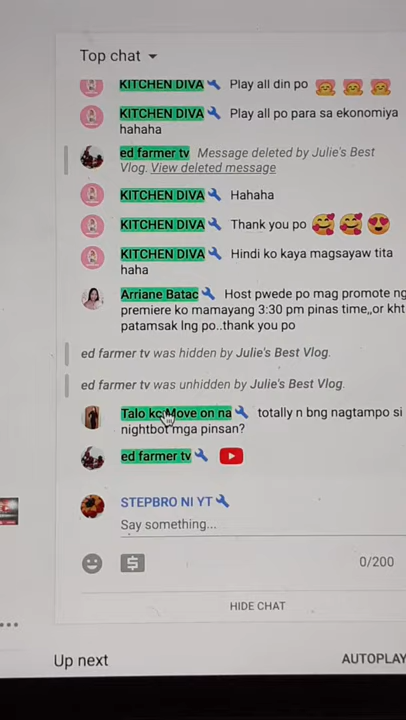 Top chat
KITCHEN DIVA Play all din po
KITCHEN DIVA Play all po para sa ekonomiya
hahaha
ed farmer tv Message deleted by Julie's Best
Vlog. View deleted message
KITCHEN DIVA Hahaha
KITCHEN DIVA Thank you po
KITCHEN DIVA Hindi ko kaya magsayaw tita
haha
Arriane Batac Host pwede po mag promote ng
premiere ko mamayang 3:30 pm pinas time,,or kht
patamsak lng po..thank you po
ed farmer tv was hidden by Julie's Best Vlog.
ed farmer tv was unhidden by Julie's Best Vlog.
Talo ko Move on na totally n bng nagtampo si
nightbot mga pinsan?
ed farmer tv
STEPBRO NI YT
Say something...
0/200
HIDE CHAT
Up next
AUTOPLAY